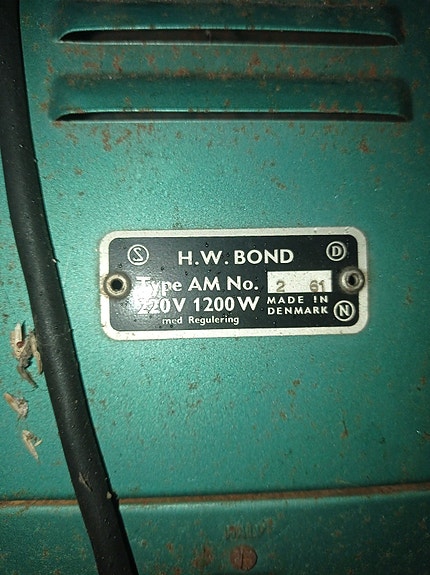 Ⓩ H.W. BOND Ⓓ
Type AM No. 2 61
220V 1200W MADE IN
DENMARK Ⓝ
med Regulering